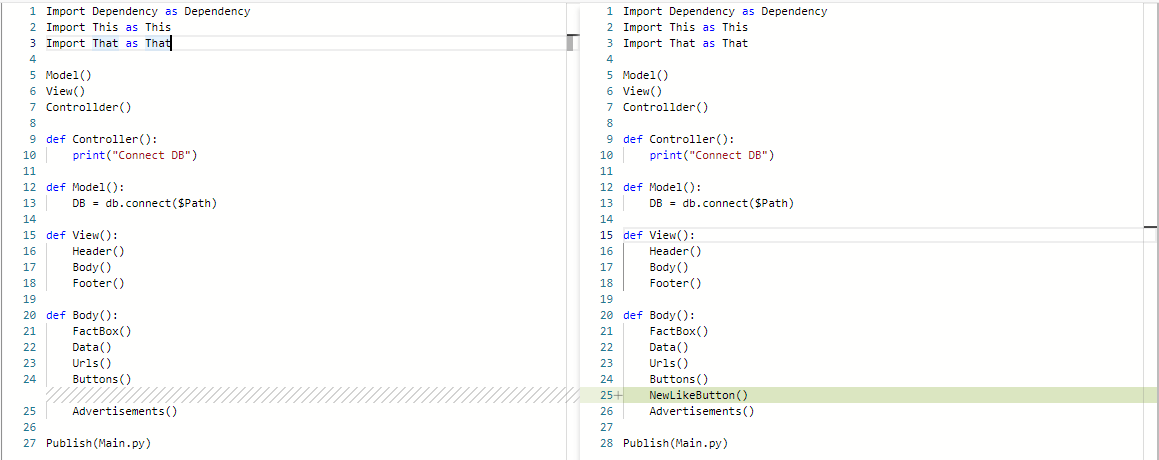 1 Import Dependency as Dependency
2 Import This as This
3 Import That as That
4
5 Model()
6 View()
7 Controllder()
8
9 def Controller():
10     print("Connect DB")
11
12 def Model():
13     DB = db.connect($Path)
14
15 def View():
16     Header()
17     Body()
18     Footer()
19
20 def Body():
21     FactBox()
22     Data()
23     Urls()
24     Buttons()
25     Advertisements()
26
27 Publish(Main.py)
1 Import Dependency as Dependency
2 Import This as This
3 Import That as That
4
5 Model()
6 View()
7 Controllder()
8
9 def Controller():
10     print("Connect DB")
11
12 def Model():
13     DB = db.connect($Path)
14
15 def View():
16     Header()
17     Body()
18     Footer()
19
20 def Body():
21     FactBox()
22     Data()
23     Urls()
24     Buttons()
25+     NewLikeButton()
26     Advertisements()
27
28 Publish(Main.py)